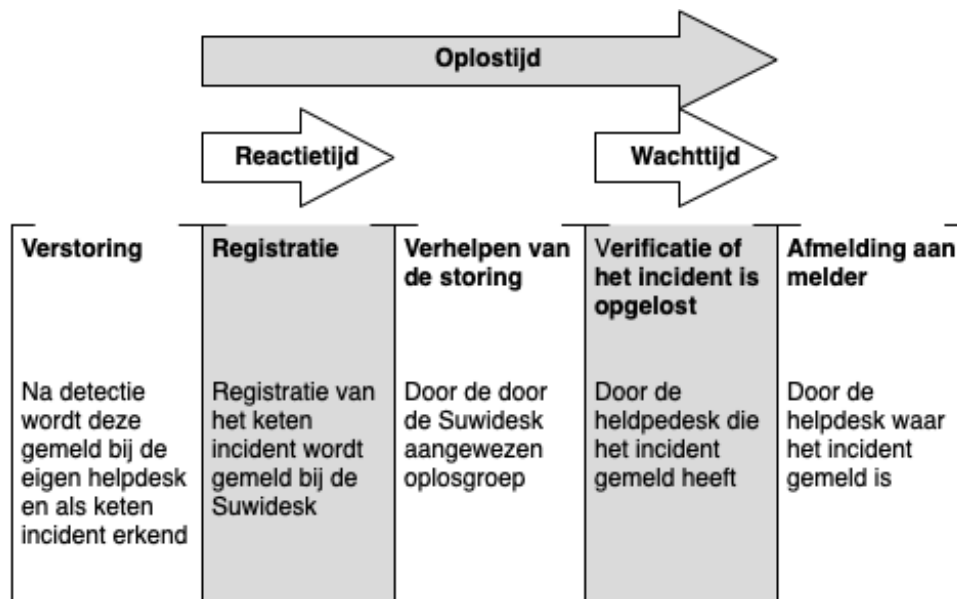 Oplostijd
Reactietijd
Wachttijd
Verstoring
Na detectie
wordt deze
gemeld bij de
eigen helpdesk
en als keten
incident erkend
Registratie
Registratie van
het keten
incident wordt
gemeld bij de
Suwidesk
Verhelpen van
de storing
Door de door
de Suwidesk
aangewezen
oplosgroep
Verificatie of
het incident is
opgelost
Door de
heldpedesk die
het incident
gemeld heeft
Afmelding aan
melder
Door de
helpdesk waar
het incident
gemeld is